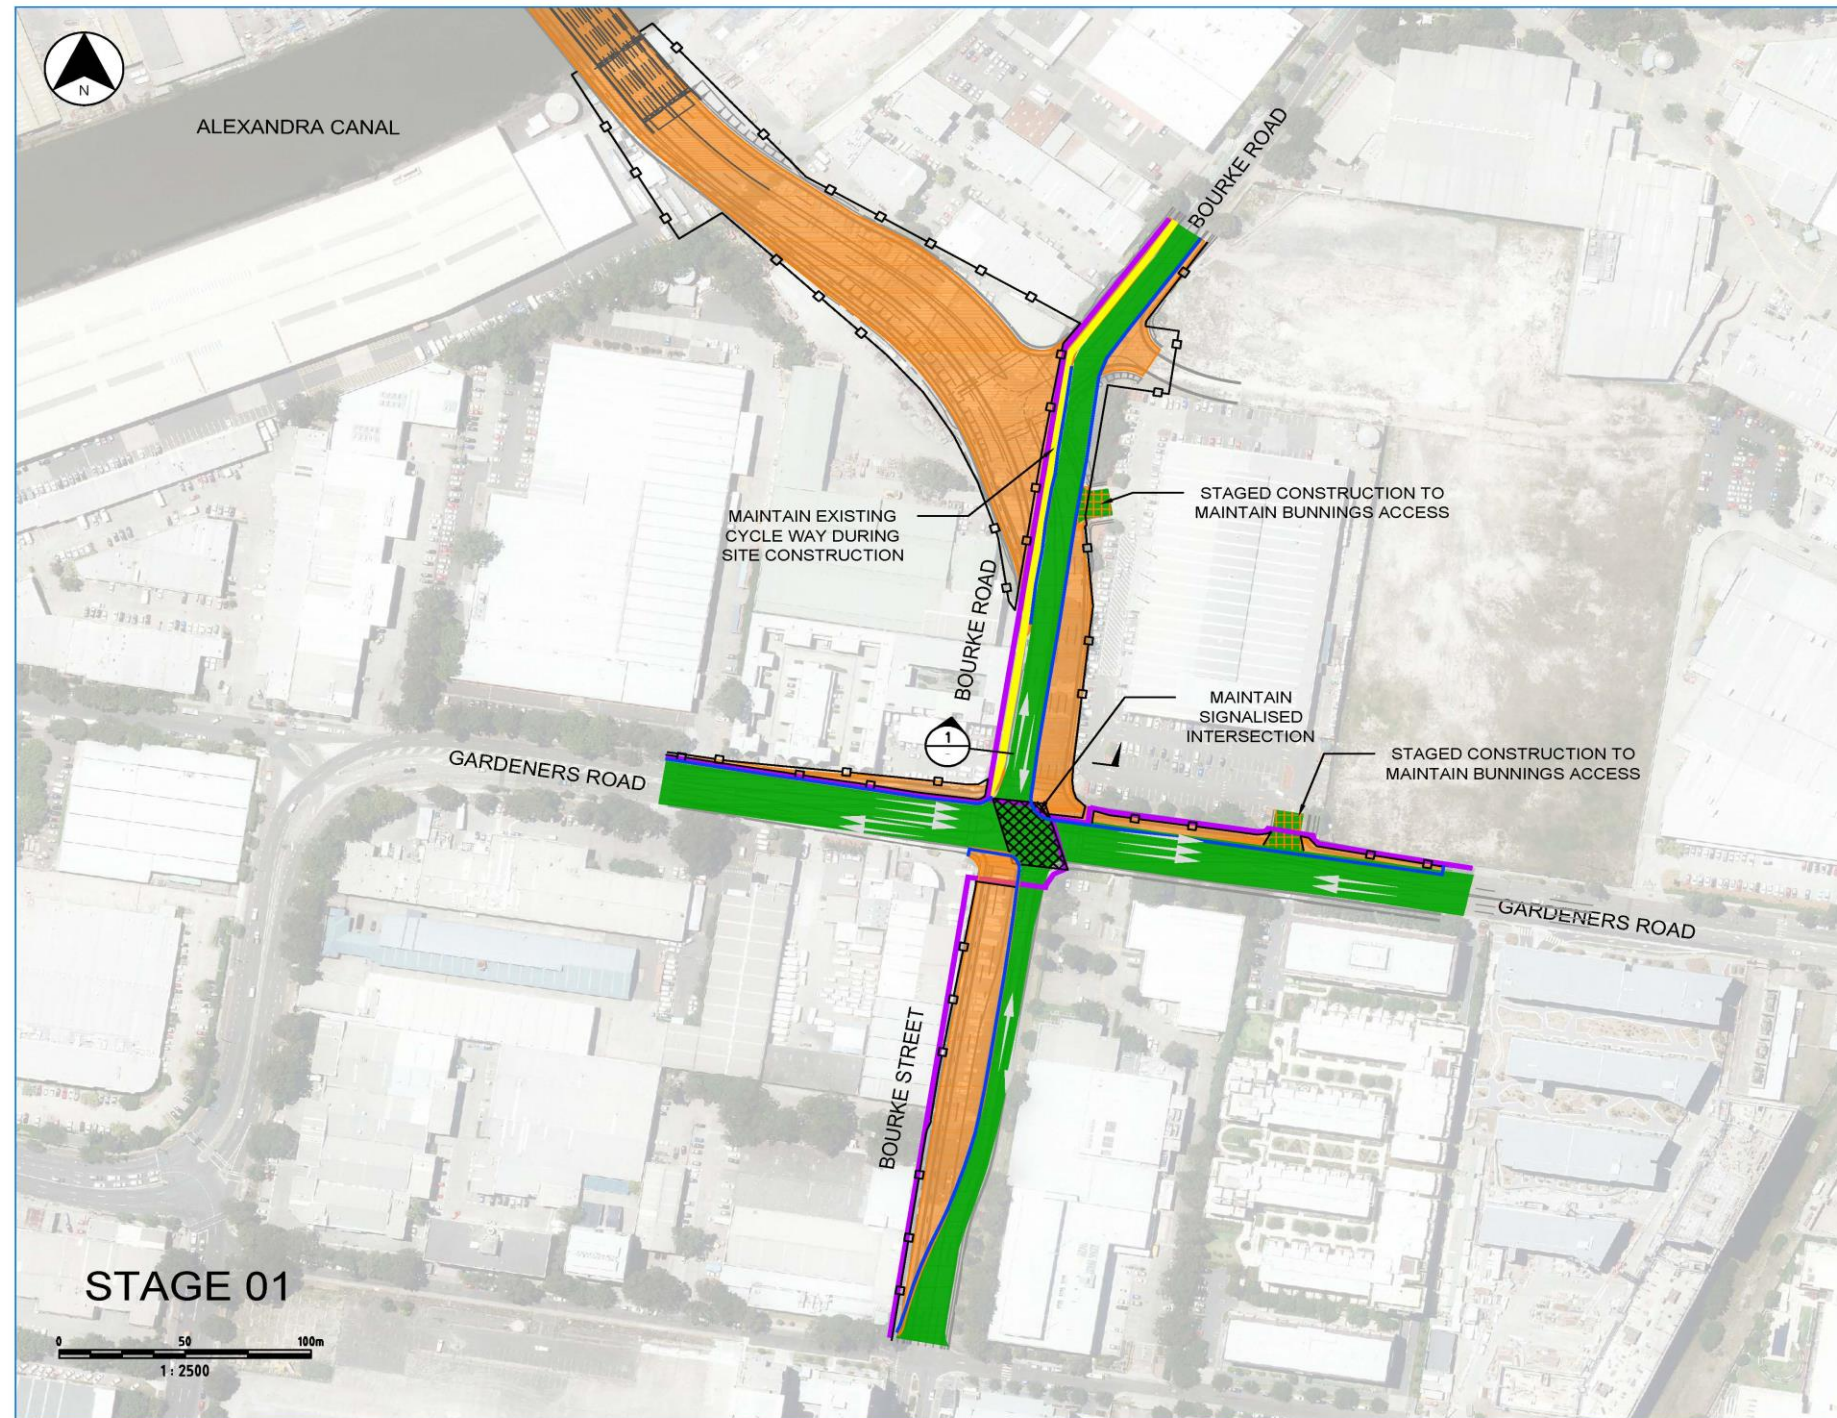 N
ALEXANDRA CANAL
BOURKE ROAD
STAGED CONSTRUCTION TO
MAINTAIN BUNNINGS ACCESS
MAINTAIN EXISTING
CYCLE WAY DURING
SITE CONSTRUCTION
BOURKE ROAD
MAINTAIN
SIGNALISED
INTERSECTION
1
GARDENERS ROAD
STAGED CONSTRUCTION TO
MAINTAIN BUNNINGS ACCESS
GARDENERS ROAD
BOURKE STREET
STAGE 01
0 50 100m
1 : 2500